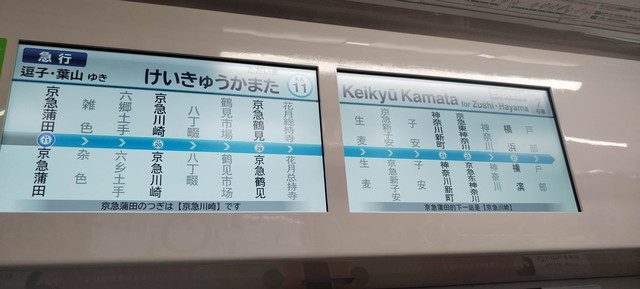 急行
逗子・葉山 ゆき
けいきゅうかまた
KK
11
京急蒲田
雑色
六郷土手
京急川崎
八丁畷
鶴見市場
京急鶴見
花月総持寺
京急蒲田
杂色
六乡土手
京急川崎
八丁畷
鹤见市场
京急鹤见
花月总持寺
京急蒲田のつぎは【京急川崎】です
Keikyū Kamata
for Zushi·Hayama
生麦
京急新子安
子安
神奈川新町
京急東神奈川
神奈川
横浜
戸部
生麦
京急新子安
子安
神奈川新町
京急东神奈川
神奈川
横滨
户部
京急蒲田的下一站是【京急川崎】